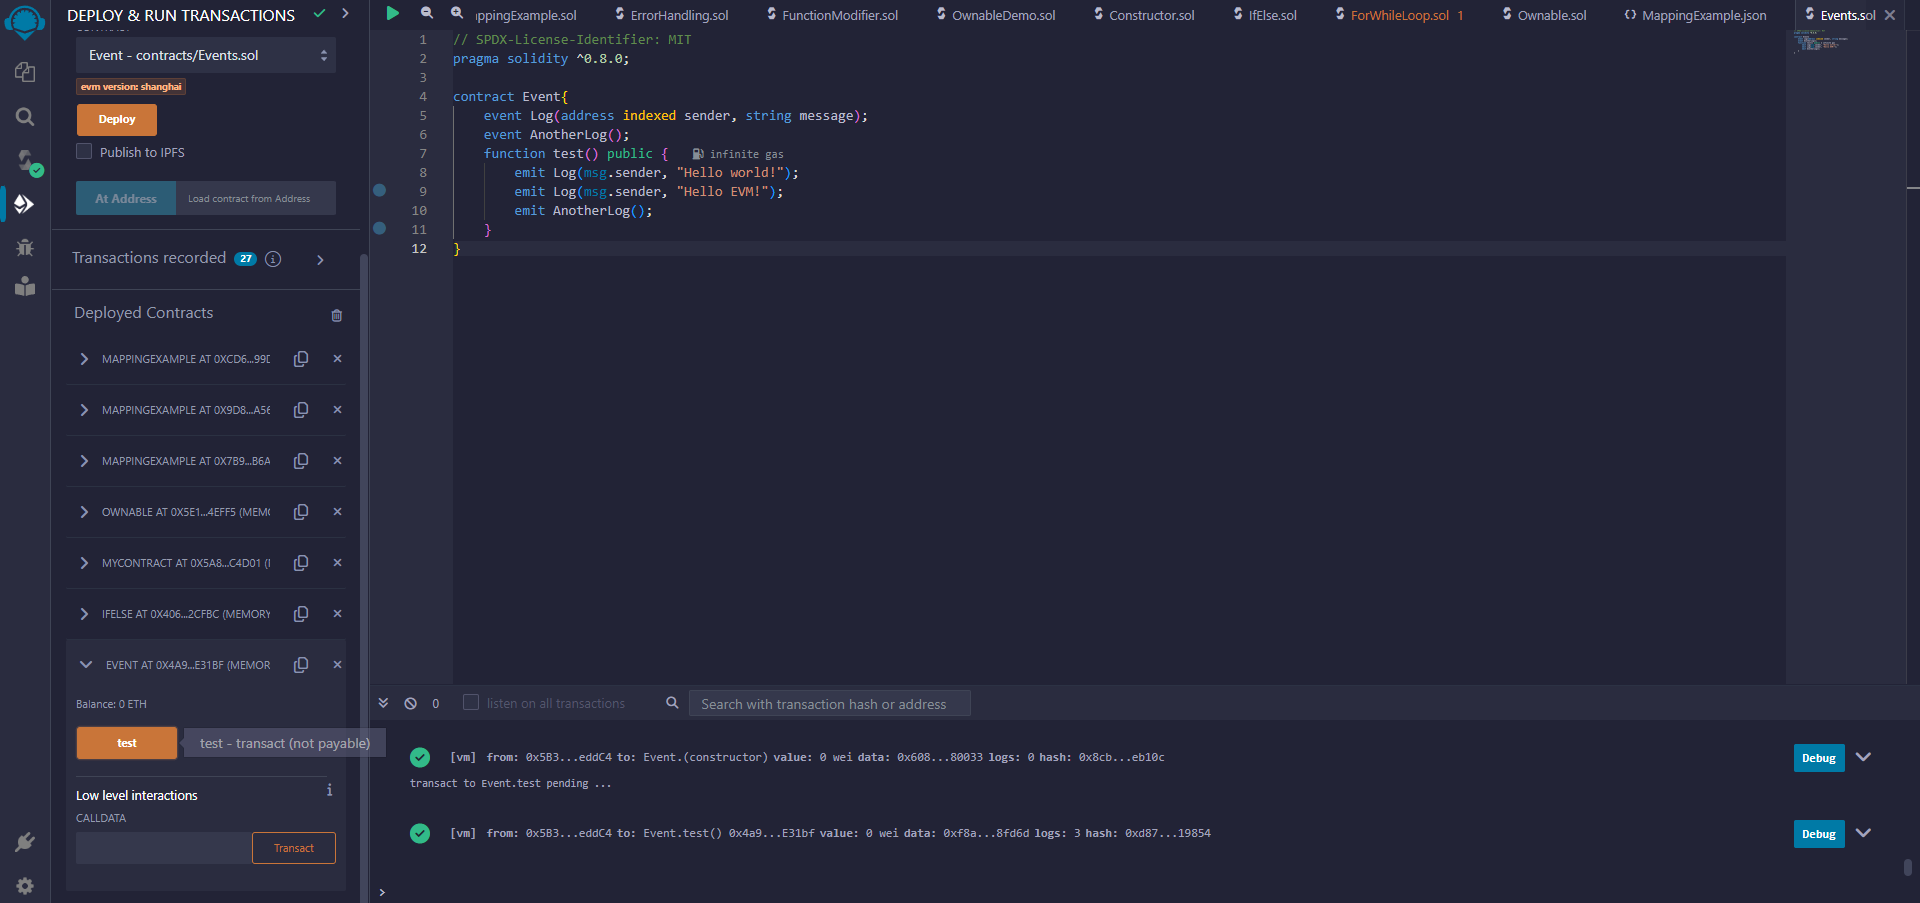 DEPLOY & RUN TRANSACTIONS
Event - contracts/Events.sol
evm version: shanghai
Deploy
Publish to IPFS
At Address
Load contract from Address
Transactions recorded 27 i
Deployed Contracts
MAPPINGEXAMPLE AT 0XCD6...99D
MAPPINGEXAMPLE AT 0X9D8...A56
MAPPINGEXAMPLE AT 0X7B9...B6A
OWNABLE AT 0X5E1...4EFF5 (MEM
MYCONTRACT AT 0X5A8...C4D01 (
IFELSE AT 0X406...2CFBC (MEMORY
EVENT AT 0X4A9...E31BF (MEMOR
Balance: 0 ETH
test
test - transact (not payable)
Low level interactions
i
CALLDATA
Transact
ppingExample.sol
ErrorHandling.sol
FunctionModifier.sol
OwnableDemo.sol
Constructor.sol
IfElse.sol
ForWhileLoop.sol 1
Ownable.sol
MappingExample.json
Events.sol
1 // SPDX-License-Identifier: MIT
2 pragma solidity ^0.8.0;
3
4 contract Event{
5 event Log(address indexed sender, string message);
6 event AnotherLog();
7 function test() public { infinite gas
8 emit Log(msg.sender, "Hello world!");
9 emit Log(msg.sender, "Hello EVM!");
10 emit AnotherLog();
11 }
12 }
0
listen on all transactions
Search with transaction hash or address
[vm] from: 0x5B3...eddC4 to: Event.(constructor) value: 0 wei data: 0x608...80033 logs: 0 hash: 0x8cb...eb10c
Debug
transact to Event.test pending ...
[vm] from: 0x5B3...eddC4 to: Event.test() 0x4a9...E31bf value: 0 wei data: 0xf8a...8fd6d logs: 3 hash: 0xd87...19854
Debug
>